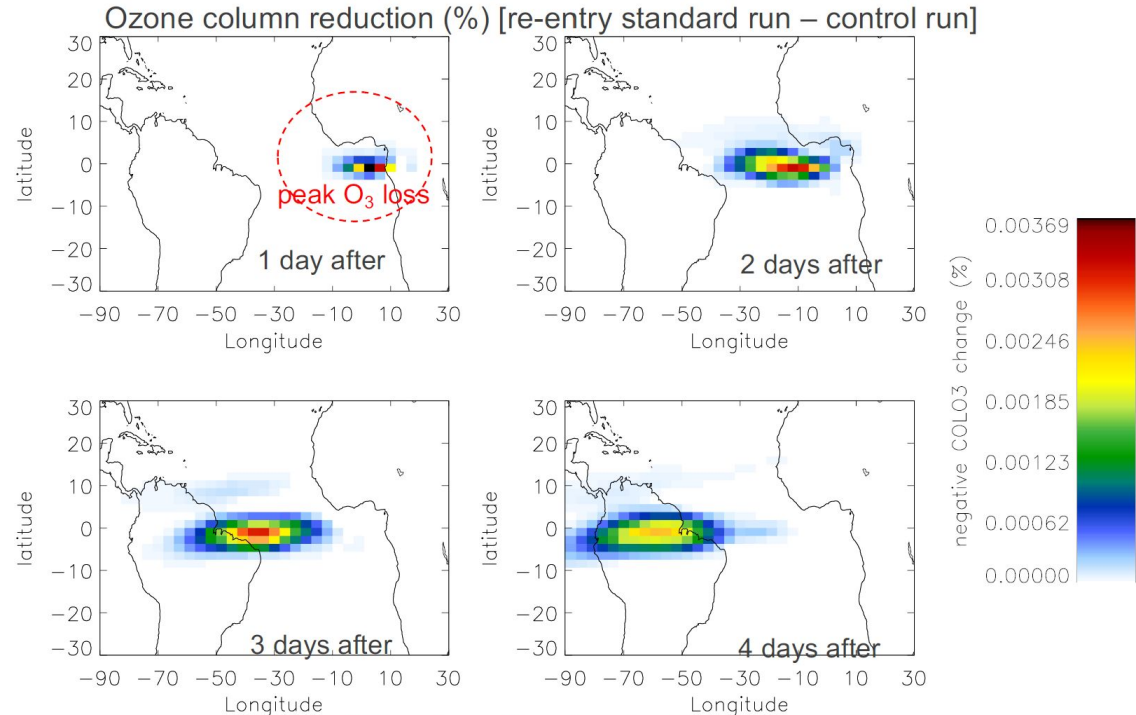 Ozone column reduction (%) [re-entry standard run – control run]
30
20
10
0
−10
−20
−30
latitude
peak O₃ loss
1 day after
−90 −70 −50 −30 −10 10 30
Longitude
30
20
10
0
−10
−20
−30
latitude
2 days after
−90 −70 −50 −30 −10 10 30
Longitude
30
20
10
0
−10
−20
−30
latitude
3 days after
−90 −70 −50 −30 −10 10 30
Longitude
30
20
10
0
−10
−20
−30
latitude
4 days after
−90 −70 −50 −30 −10 10 30
Longitude
negative COLO3 change (%)
0.00369
0.00308
0.00246
0.00185
0.00123
0.00062
0.00000